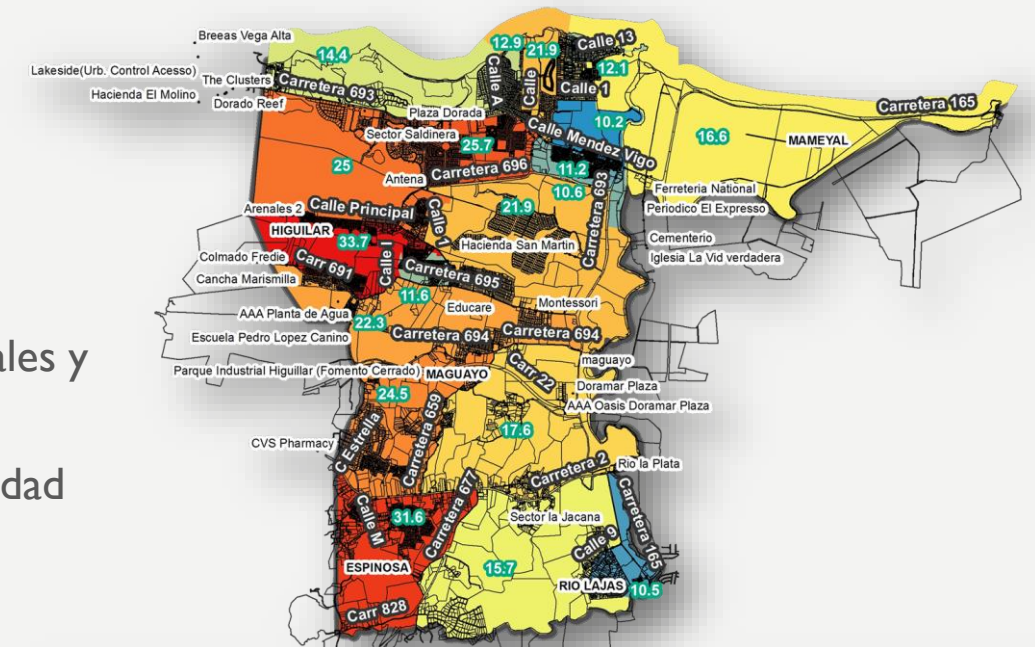 Breeas Vega Alta
Lakeside(Urb. Control Acesso)
The Clusters
Hacienda El Molino
Dorado Reef
14.4
Carretera 693
12.9
21.9
Calle 13
12.1
Calle A
Calle
Calle 1
Plaza Dorada
Sector Saldinera
25.7
Calle Mendez Vigo
10.2
Carretera 165
16.6
MAMEYAL
25
Antena
Carretera 696
11.2
10.6
Carretera 693
Ferreteria National
Periodico El Expresso
Arenales 2
Calle Principal
Calle 1
21.9
HIGUILAR
33.7
Calle I
Hacienda San Martin
Cementerio
Iglesia La Vid verdadera
Colmado Fredie
Carr 691
Carretera 695
Cancha Marismilla
11.6
Educare
Montessori
AAA Planta de Agua
22.3
Escuela Pedro Lopez Canino
Carretera 694
Carretera 694
ales y
Parque Industrial Higuillar (Fomento Cerrado)
MAGUAYO
Carr 22
maguayo
Doramar Plaza
AAA Oasis Doramar Plaza
24.5
Carretera 659
17.6
CVS Pharmacy
C Estrella
Carretera 2
Rio la Plata
dad
Calle M
31.6
Carretera 677
Sector la Jacana
Calle 9
Carretera 165
ESPINOSA
15.7
RIO LAJAS
10.5
Carr 828